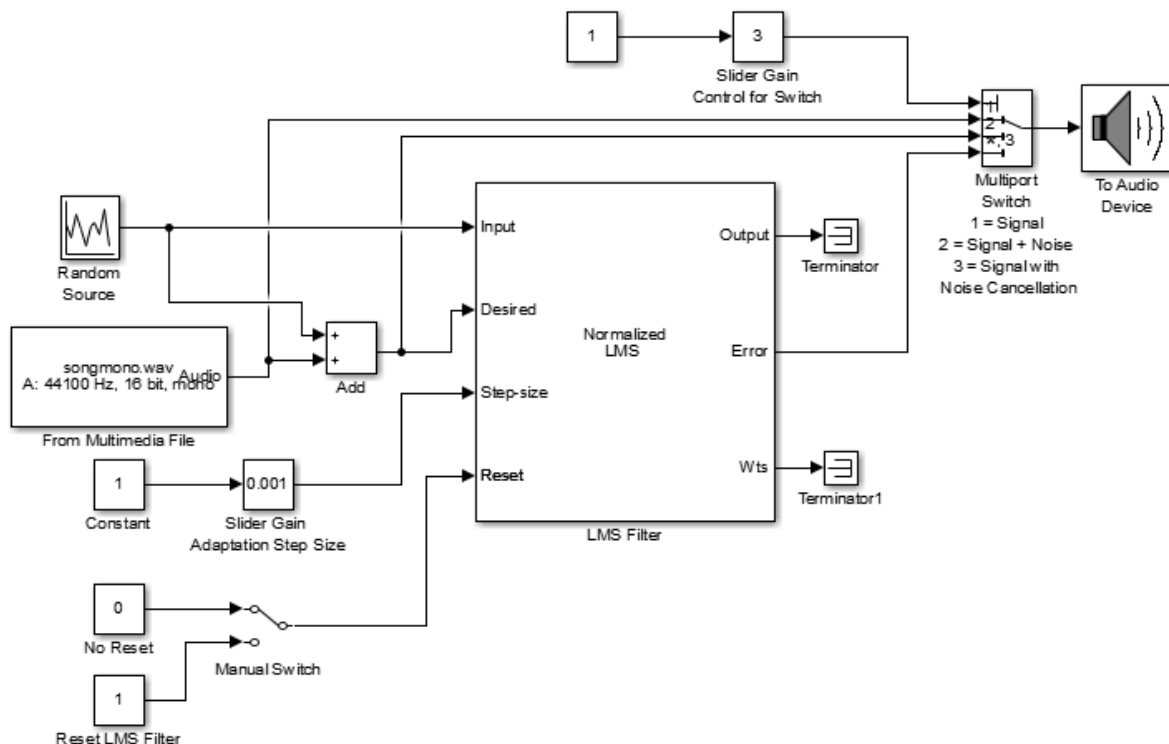 1
3
Slider Gain
Control for Switch
1
2
*, 3
Multiport
Switch
1 = Signal
2 = Signal + Noise
3 = Signal with
Noise Cancellation
To Audio
Device
Random
Source
Input
Desired
Step-size
Reset
Normalized
LMS
Output
Error
Wts
LMS Filter
Terminator
Terminator1
+
+
Add
songmono.wav
A: 44100 Hz, 16 bit, mono
Audio
From Multimedia File
1
Constant
0.001
Slider Gain
Adaptation Step Size
0
No Reset
Manual Switch
1
Reset LMS Filter